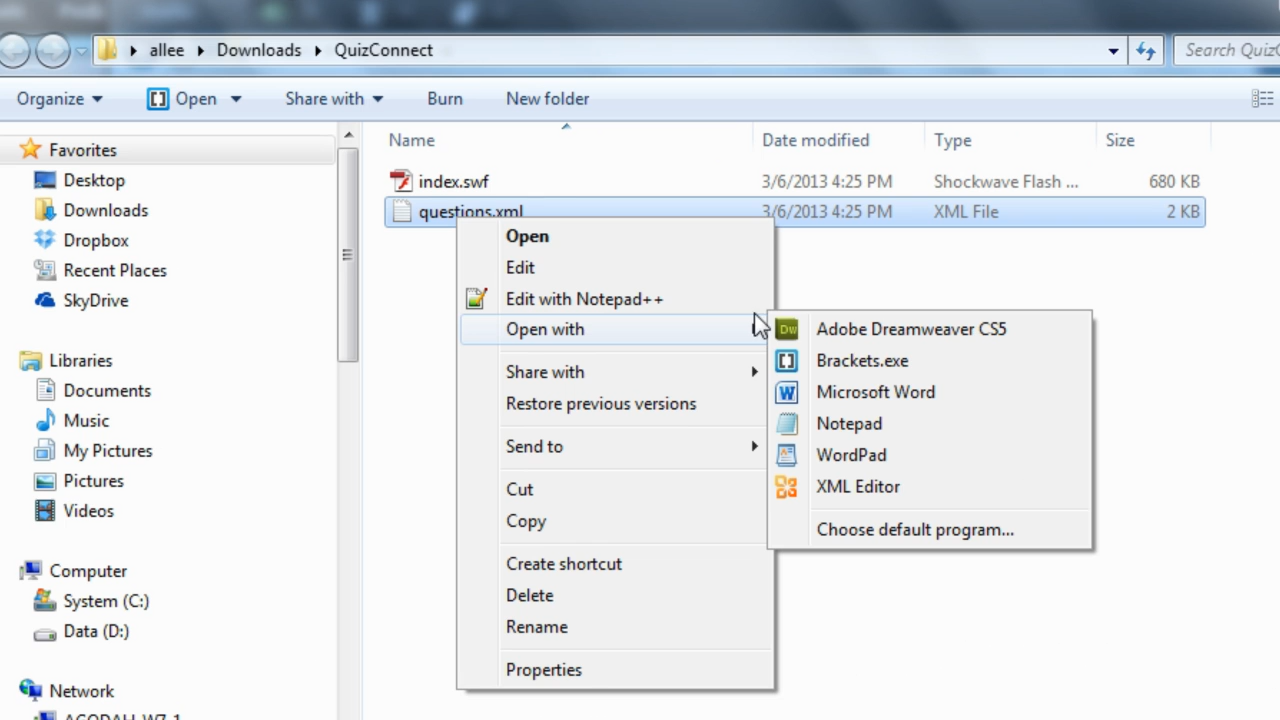 allee Downloads QuizConnect Search Quiz
Organize Open Share with Burn New folder
Name Date modified Type Size
index.swf 3/6/2013 4:25 PM Shockwave Flash ... 680 KB
questions.xml 3/6/2013 4:25 PM XML File 2 KB
Favorites
Desktop
Downloads
Dropbox
Recent Places
SkyDrive
Libraries
Documents
Music
My Pictures
Pictures
Videos
Computer
System (C:)
Data (D:)
Network
Open
Edit
Edit with Notepad++
Open with
Share with
Restore previous versions
Send to
Cut
Copy
Create shortcut
Delete
Rename
Properties
Dw Adobe Dreamweaver CS5
Brackets.exe
W Microsoft Word
Notepad
WordPad
XML Editor
Choose default program...